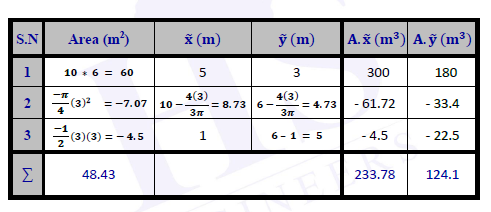 S.N Area (m²) x̃ (m) ỹ (m) A. x̃ (m³) A. ỹ (m³)
1 10 * 6 = 60 5 3 300 180
2 −π/4 (3)² = −7.07 10 − 4(3)/3π = 8.73 6 − 4(3)/3π = 4.73 - 61.72 - 33.4
3 −1/2 (3)(3) = − 4.5 1 6 − 1 = 5 - 4.5 - 22.5
∑ 48.43 233.78 124.1